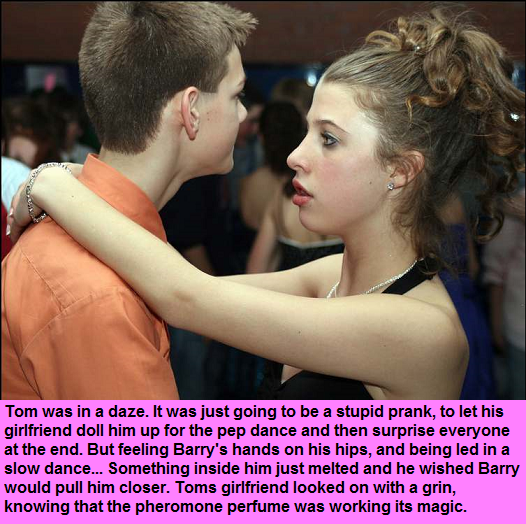 Tom was in a daze. It was just going to be a stupid prank, to let his
girlfriend doll him up for the pep dance and then surprise everyone
at the end. But feeling Barry's hands on his hips, and being led in a
slow dance... Something inside him just melted and he wished Barry
would pull him closer. Toms girlfriend looked on with a grin,
knowing that the pheromone perfume was working its magic.